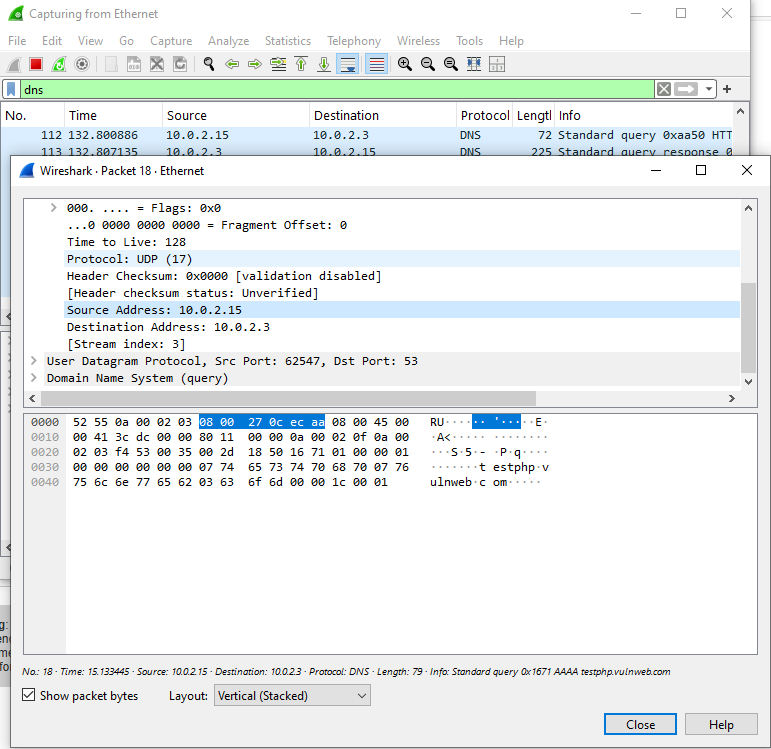 Capturing from Ethernet
File Edit View Go Capture Analyze Statistics Telephony Wireless Tools Help
dns
No. Time Source Destination Protocol Lengtl Info
112 132.800886 10.0.2.15 10.0.2.3 DNS 72 Standard query 0xaa50 HTT
113 132.807135 10.0.2.3 10.0.2.15 DNS 225 Standard query response 0
Wireshark · Packet 18 · Ethernet
000. .... = Flags: 0x0
...0 0000 0000 0000 = Fragment Offset: 0
Time to Live: 128
Protocol: UDP (17)
Header Checksum: 0x0000 [validation disabled]
[Header checksum status: Unverified]
Source Address: 10.0.2.15
Destination Address: 10.0.2.3
[Stream index: 3]
User Datagram Protocol, Src Port: 62547, Dst Port: 53
Domain Name System (query)
0000 52 55 0a 00 02 03 08 00 27 0c ec aa 08 00 45 00 RU······ '·····E·
0010 00 41 3c dc 00 00 80 11 00 00 0a 00 02 0f 0a 00 ·A<····· ········
0020 02 03 f4 53 00 35 00 2d 18 50 16 71 01 00 00 01 ···S·5·- ·P·q····
0030 00 00 00 00 00 00 07 74 65 73 74 70 68 70 07 76 ·······t estphp·v
0040 75 6c 6e 77 65 62 03 63 6f 6d 00 00 1c 00 01 ulnweb·c om·····
No.: 18 · Time: 15.133445 · Source: 10.0.2.15 · Destination: 10.0.2.3 · Protocol: DNS · Length: 79 · Info: Standard query 0x1671 AAAA testphp.vulnweb.com
Show packet bytes Layout: Vertical (Stacked)
Close Help